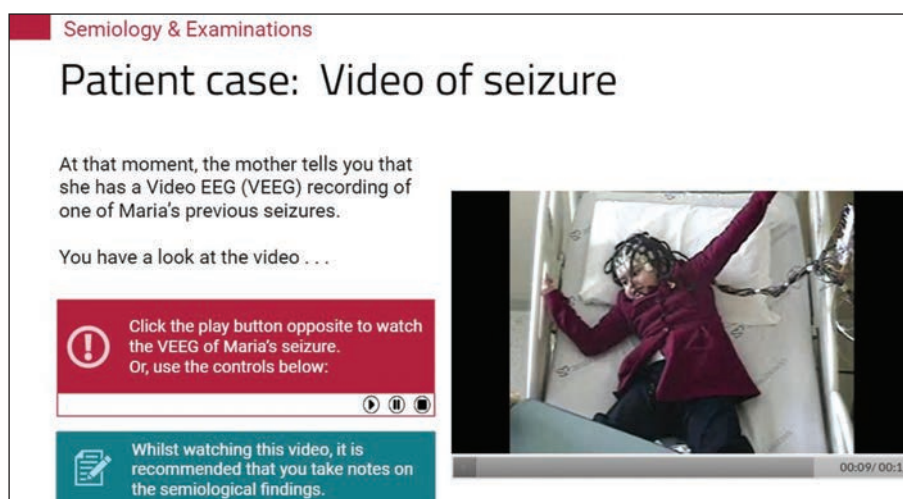 Semiology & Examinations
Patient case: Video of seizure
At that moment, the mother tells you that
she has a Video EEG (VEEG) recording of
one of Maria's previous seizures.
You have a look at the video . . .
Click the play button opposite to watch
the VEEG of Maria's seizure.
Or, use the controls below:
Whilst watching this video, it is
recommended that you take notes on
the semiological findings.
00:09/ 00:1